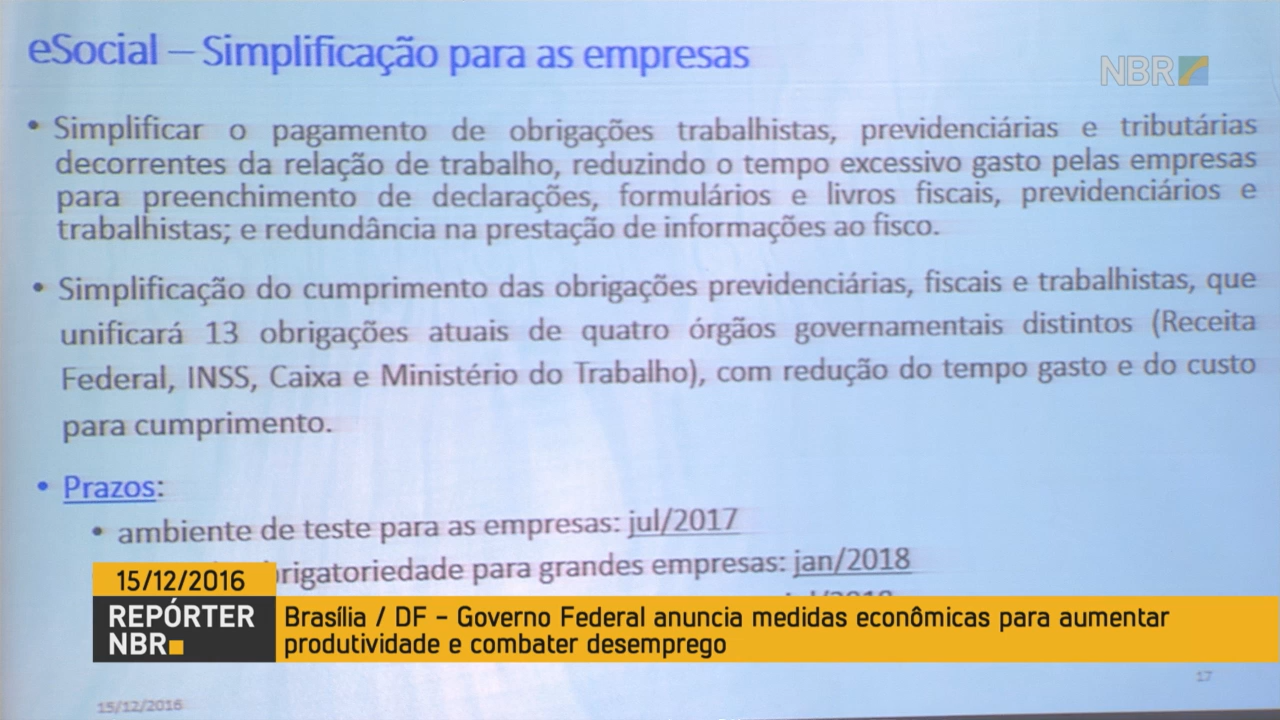 eSocial – Simplificação para as empresas
NBR
• Simplificar o pagamento de obrigações trabalhistas, previdenciárias e tributárias
decorrentes da relação de trabalho, reduzindo o tempo excessivo gasto pelas empresas
para preenchimento de declarações, formulários e livros fiscais, previdenciários e
trabalhistas; e redundância na prestação de informações ao fisco.
• Simplificação do cumprimento das obrigações previdenciárias, fiscais e trabalhistas, que
unificará 13 obrigações atuais de quatro órgãos governamentais distintos (Receita
Federal, INSS, Caixa e Ministério do Trabalho), com redução do tempo gasto e do custo
para cumprimento.
• Prazos:
• ambiente de teste para as empresas: jul/2017
para grandes empresas: jan/2018
15/12/2016
REPÓRTER
NBR
Brasília / DF – Governo Federal anuncia medidas econômicas para aumentar
produtividade e combater desemprego
17
15/12/2016